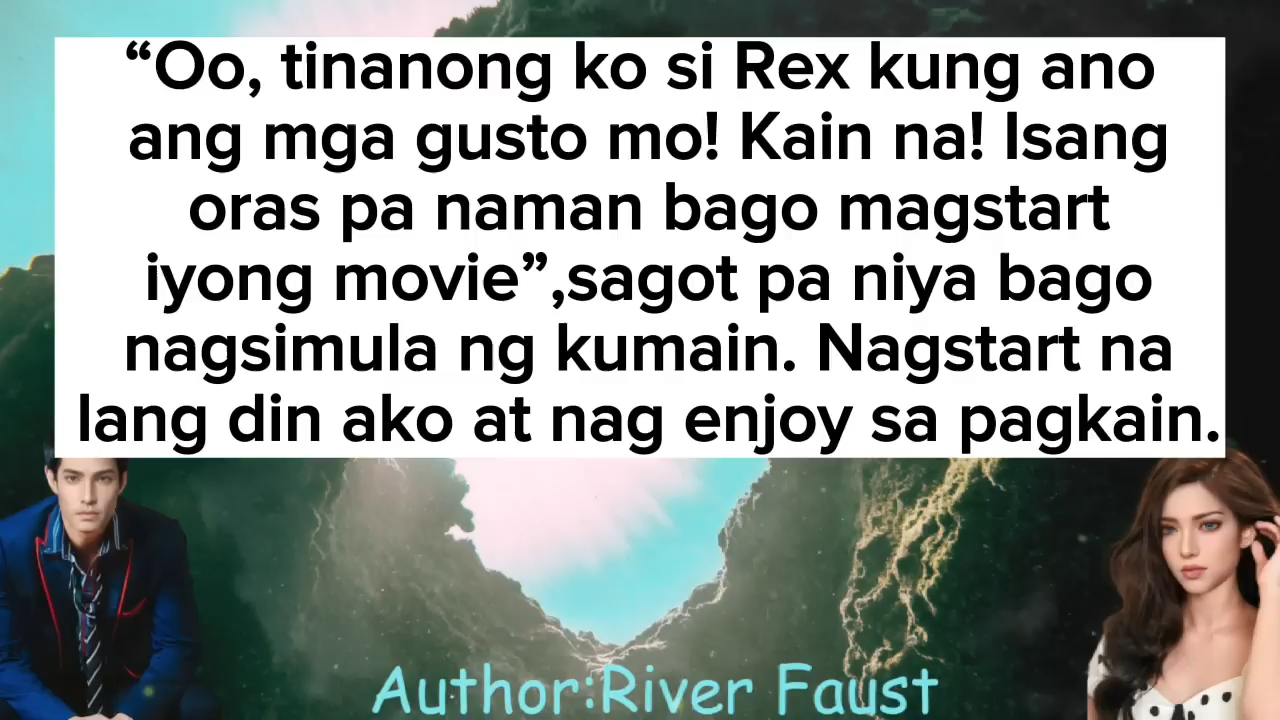 “Oo, tinanong ko si Rex kung ano
ang mga gusto mo! Kain na! Isang
oras pa naman bago magstart
iyong movie”,sagot pa niya bago
nagsimula ng kumain. Nagstart na
lang din ako at nag enjoy sa pagkain.
Author:River Faust